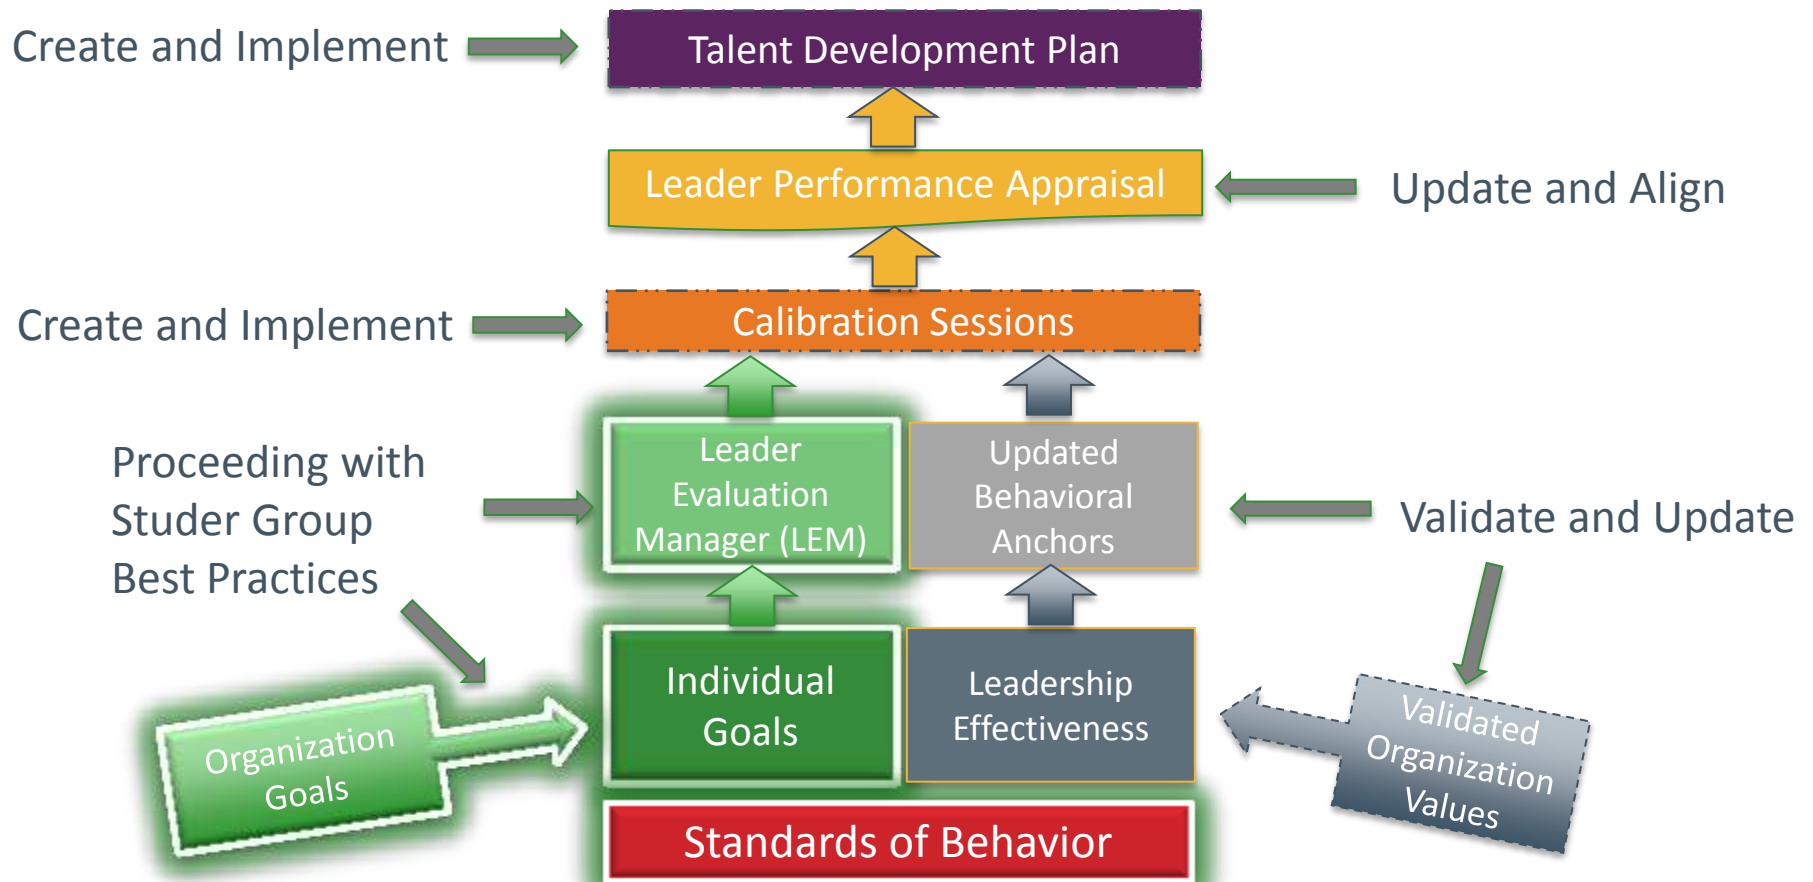 Create and Implement
Talent Development Plan
Leader Performance Appraisal
Update and Align
Create and Implement
Calibration Sessions
Proceeding with
Studer Group
Best Practices
Leader
Evaluation
Manager (LEM)
Updated
Behavioral
Anchors
Validate and Update
Organization
Goals
Individual
Goals
Leadership
Effectiveness
Validated
Organization
Values
Standards of Behavior